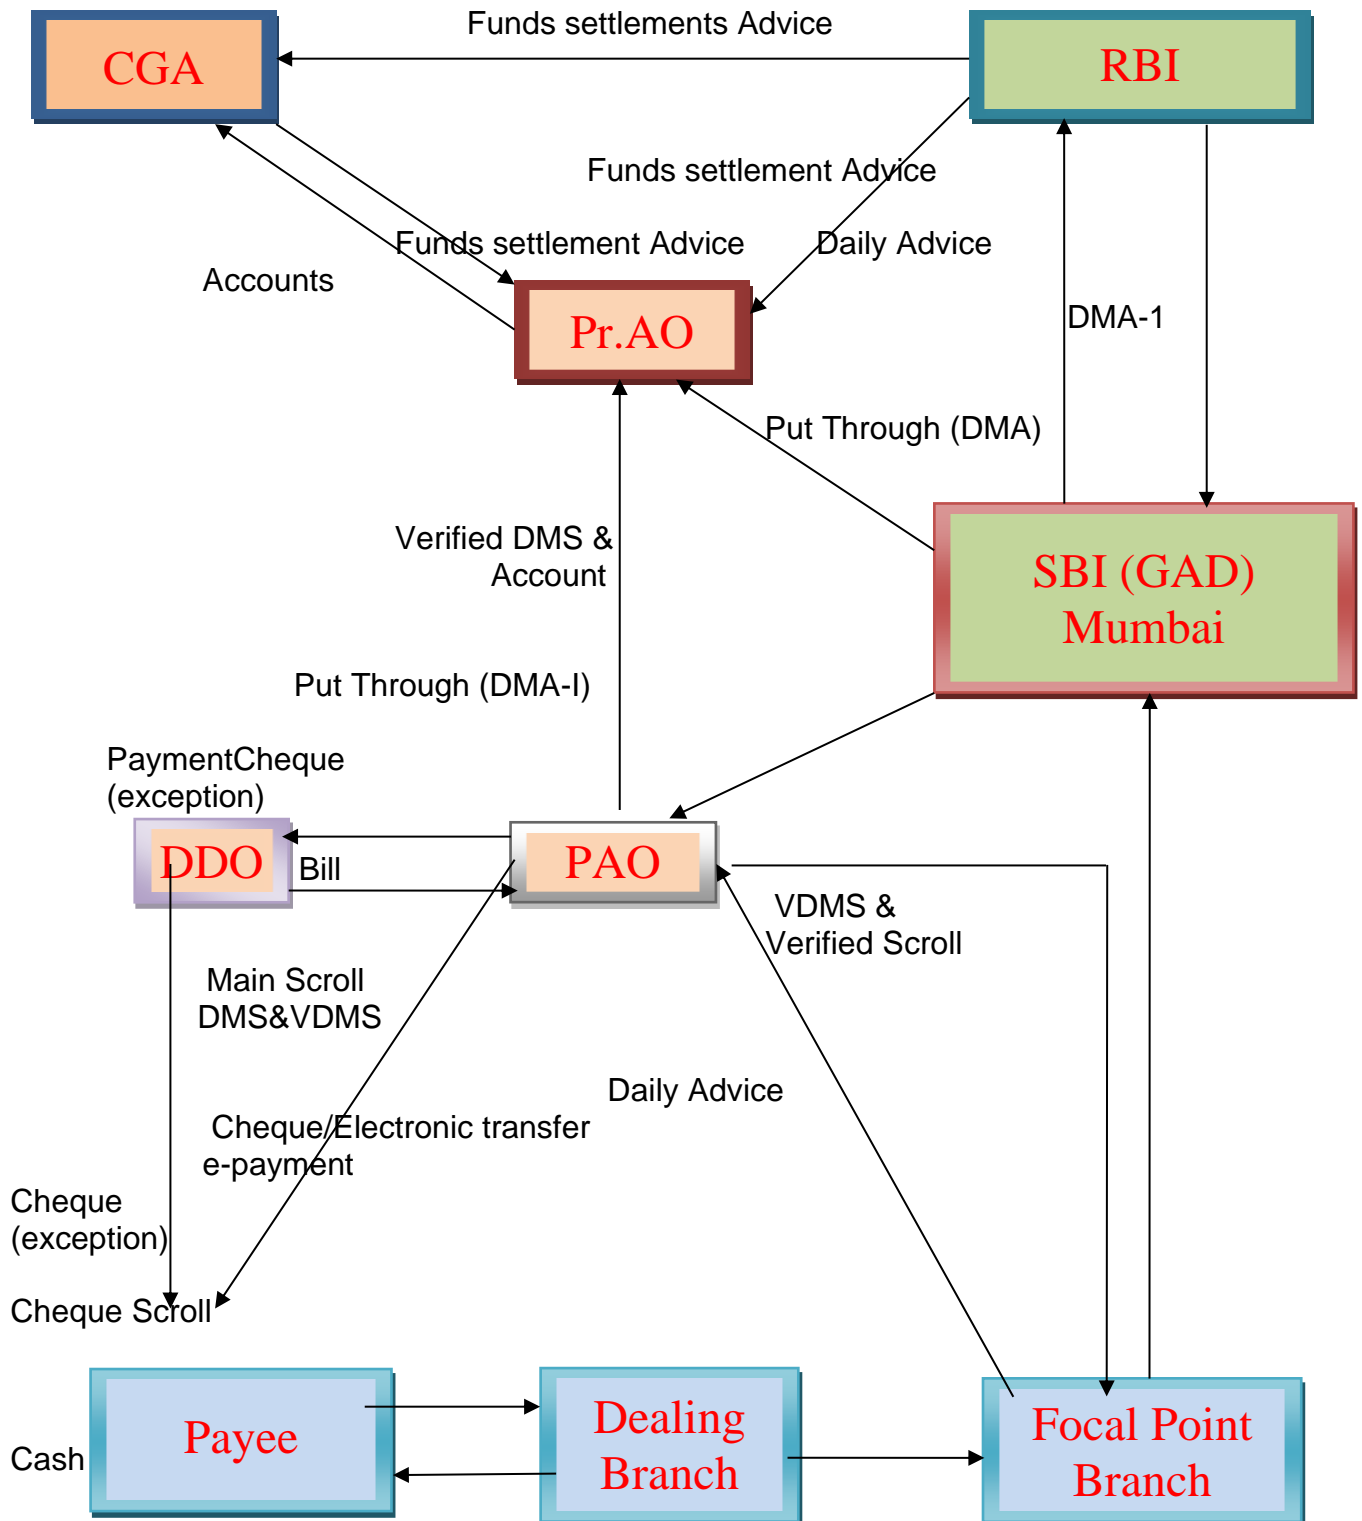 Funds settlements Advice
CGA
RBI
Funds settlement Advice
Funds settlement Advice
Daily Advice
Accounts
Pr.AO
DMA-1
Put Through (DMA)
Verified DMS &
Account
SBI (GAD)
Mumbai
Put Through (DMA-I)
PaymentCheque
(exception)
DDO
Bill
PAO
VDMS &
Verified Scroll
Main Scroll
DMS&VDMS
Daily Advice
Cheque/Electronic transfer
e-payment
Cheque
(exception)
Cheque Scroll
Payee
Dealing
Branch
Focal Point
Branch
Cash